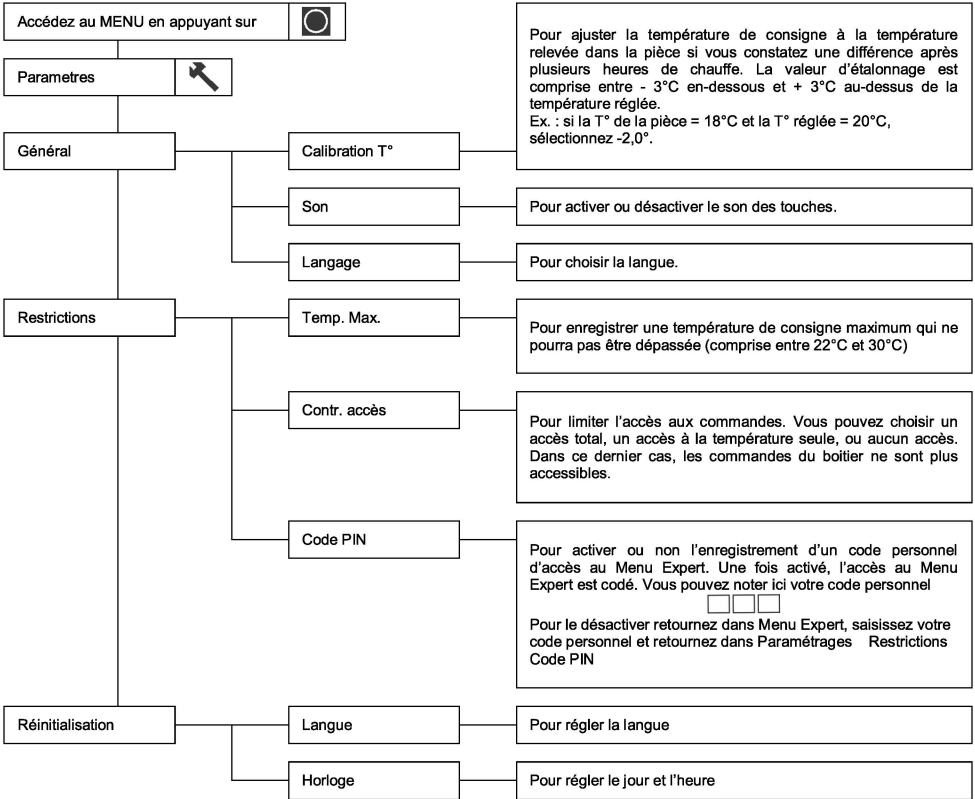 Accédez au MENU en appuyant sur
Parametres
Général
Calibration T°
Pour ajuster la température de consigne à la température
relevée dans la pièce si vous constatez une différence après
plusieurs heures de chauffe. La valeur d'étalonnage est
comprise entre - 3°C en-dessous et + 3°C au-dessus de la
température réglée.
Ex. : si la T° de la pièce = 18°C et la T° réglée = 20°C,
sélectionnez -2,0°.
Son
Pour activer ou désactiver le son des touches.
Langage
Pour choisir la langue.
Restrictions
Temp. Max.
Pour enregistrer une température de consigne maximum qui ne
pourra pas être dépassée (comprise entre 22°C et 30°C)
Contr. accès
Pour limiter l'accès aux commandes. Vous pouvez choisir un
accès total, un accès à la température seule, ou aucun accès.
Dans ce dernier cas, les commandes du boitier ne sont plus
accessibles.
Code PIN
Pour activer ou non l'enregistrement d'un code personnel
d'accès au Menu Expert. Une fois activé, l'accès au Menu
Expert est codé. Vous pouvez noter ici votre code personnel
Pour le désactiver retournez dans Menu Expert, saisissez votre
code personnel et retournez dans Paramétrages Restrictions
Code PIN
Réinitialisation
Langue
Pour régler la langue
Horloge
Pour régler le jour et l'heure